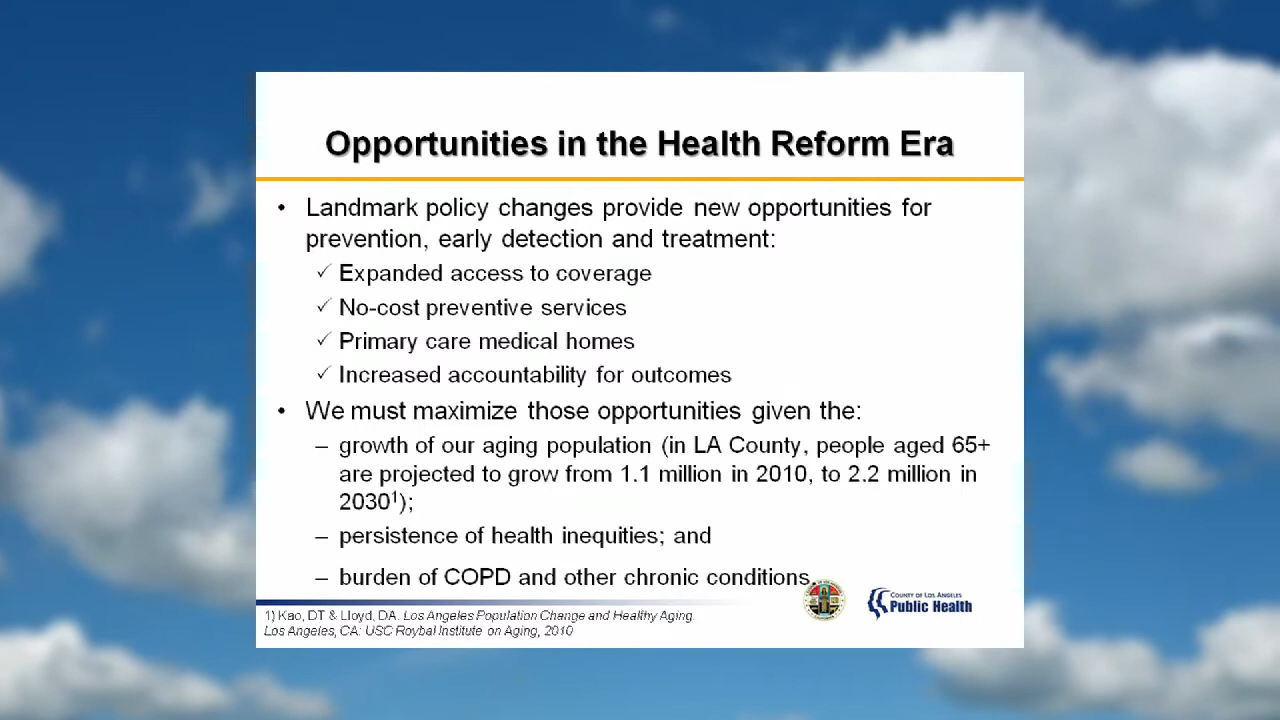 Opportunities in the Health Reform Era
• Landmark policy changes provide new opportunities for
prevention, early detection and treatment:
✓ Expanded access to coverage
✓ No-cost preventive services
✓ Primary care medical homes
✓ Increased accountability for outcomes
• We must maximize those opportunities given the:
– growth of our aging population (in LA County, people aged 65+
are projected to grow from 1.1 million in 2010, to 2.2 million in
2030¹);
– persistence of health inequities; and
– burden of COPD and other chronic conditions
1) Kao, DT & Lloyd, DA. Los Angeles Population Change and Healthy Aging.
Los Angeles, CA: USC Roybal Institute on Aging, 2010
COUNTY OF LOS ANGELES
Public Health